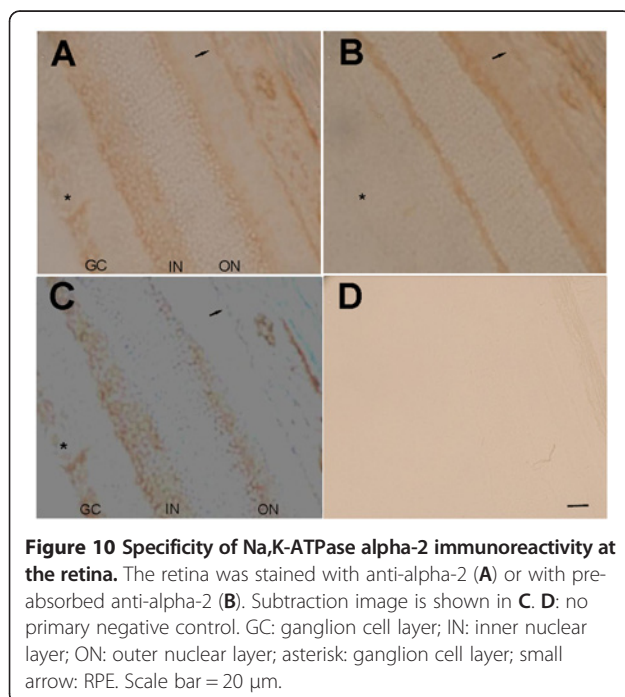 A
B
*
*
GC IN ON
C
D
*
GC IN ON
Figure 10 Specificity of Na,K-ATPase alpha-2 immunoreactivity at
the retina. The retina was stained with anti-alpha-2 (A) or with pre-
absorbed anti-alpha-2 (B). Subtraction image is shown in C. D: no
primary negative control. GC: ganglion cell layer; IN: inner nuclear
layer; ON: outer nuclear layer; asterisk: ganglion cell layer; small
arrow: RPE. Scale bar = 20 μm.